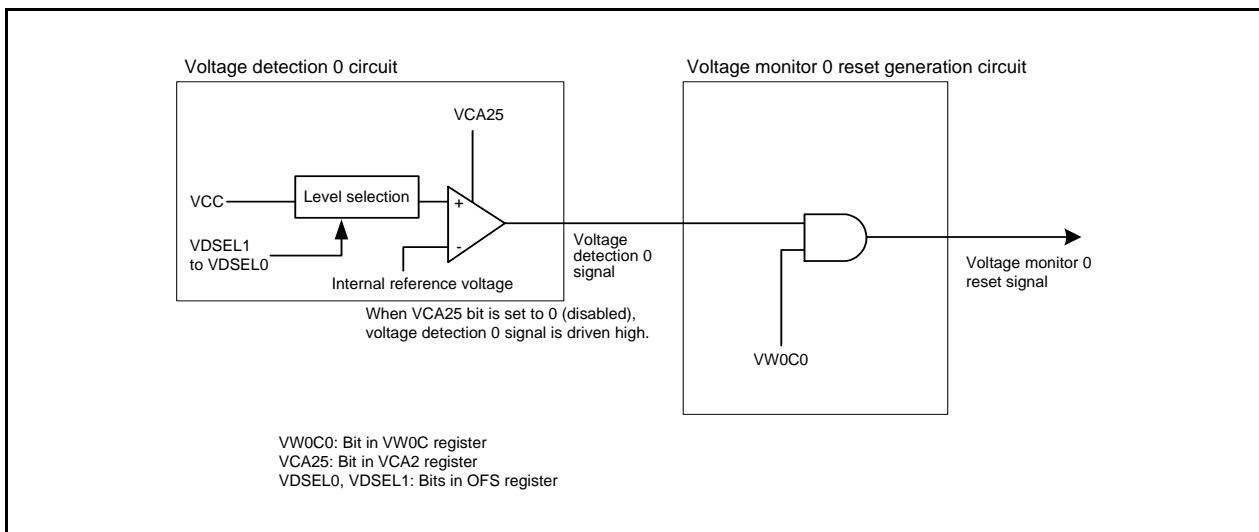 Voltage detection 0 circuit
VCA25
VCC
Level selection
+
-
VDSEL1
to VDSEL0
Internal reference voltage
Voltage
detection 0
signal
When VCA25 bit is set to 0 (disabled),
voltage detection 0 signal is driven high.
Voltage monitor 0 reset generation circuit
VW0C0
Voltage monitor 0
reset signal
VW0C0: Bit in VW0C register
VCA25: Bit in VCA2 register
VDSEL0, VDSEL1: Bits in OFS register